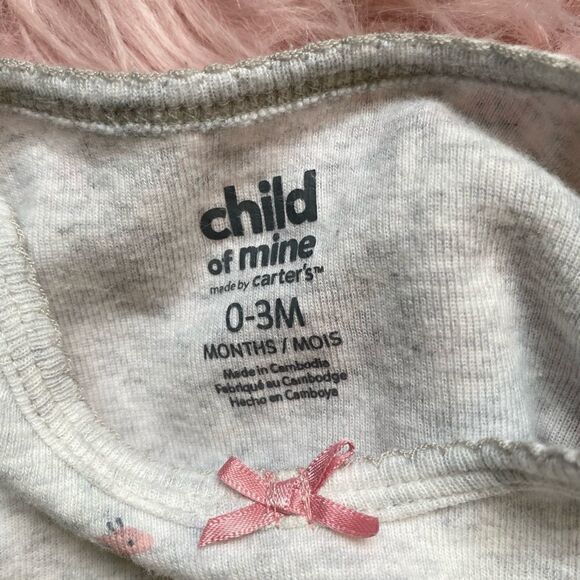 child
of mine
made by carter's™
0-3M
MONTHS / MOIS
Made in Cambodia
Fabriqué au Cambodge
Hecho en Camboya